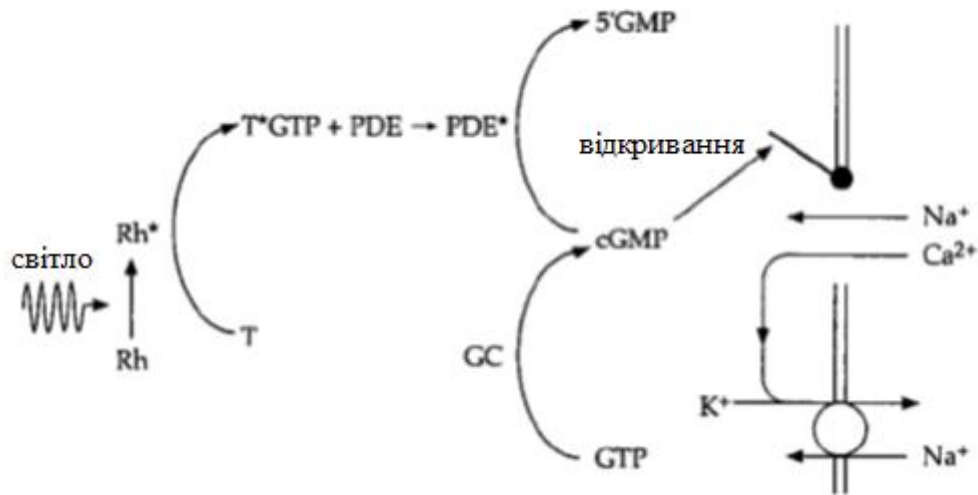 5'GMP
T*GTP + PDE → PDE*
відкривання
Na⁺
cGMP
Rh*
Ca²⁺
світло
T
Rh
GC
K⁺
GTP
Na⁺